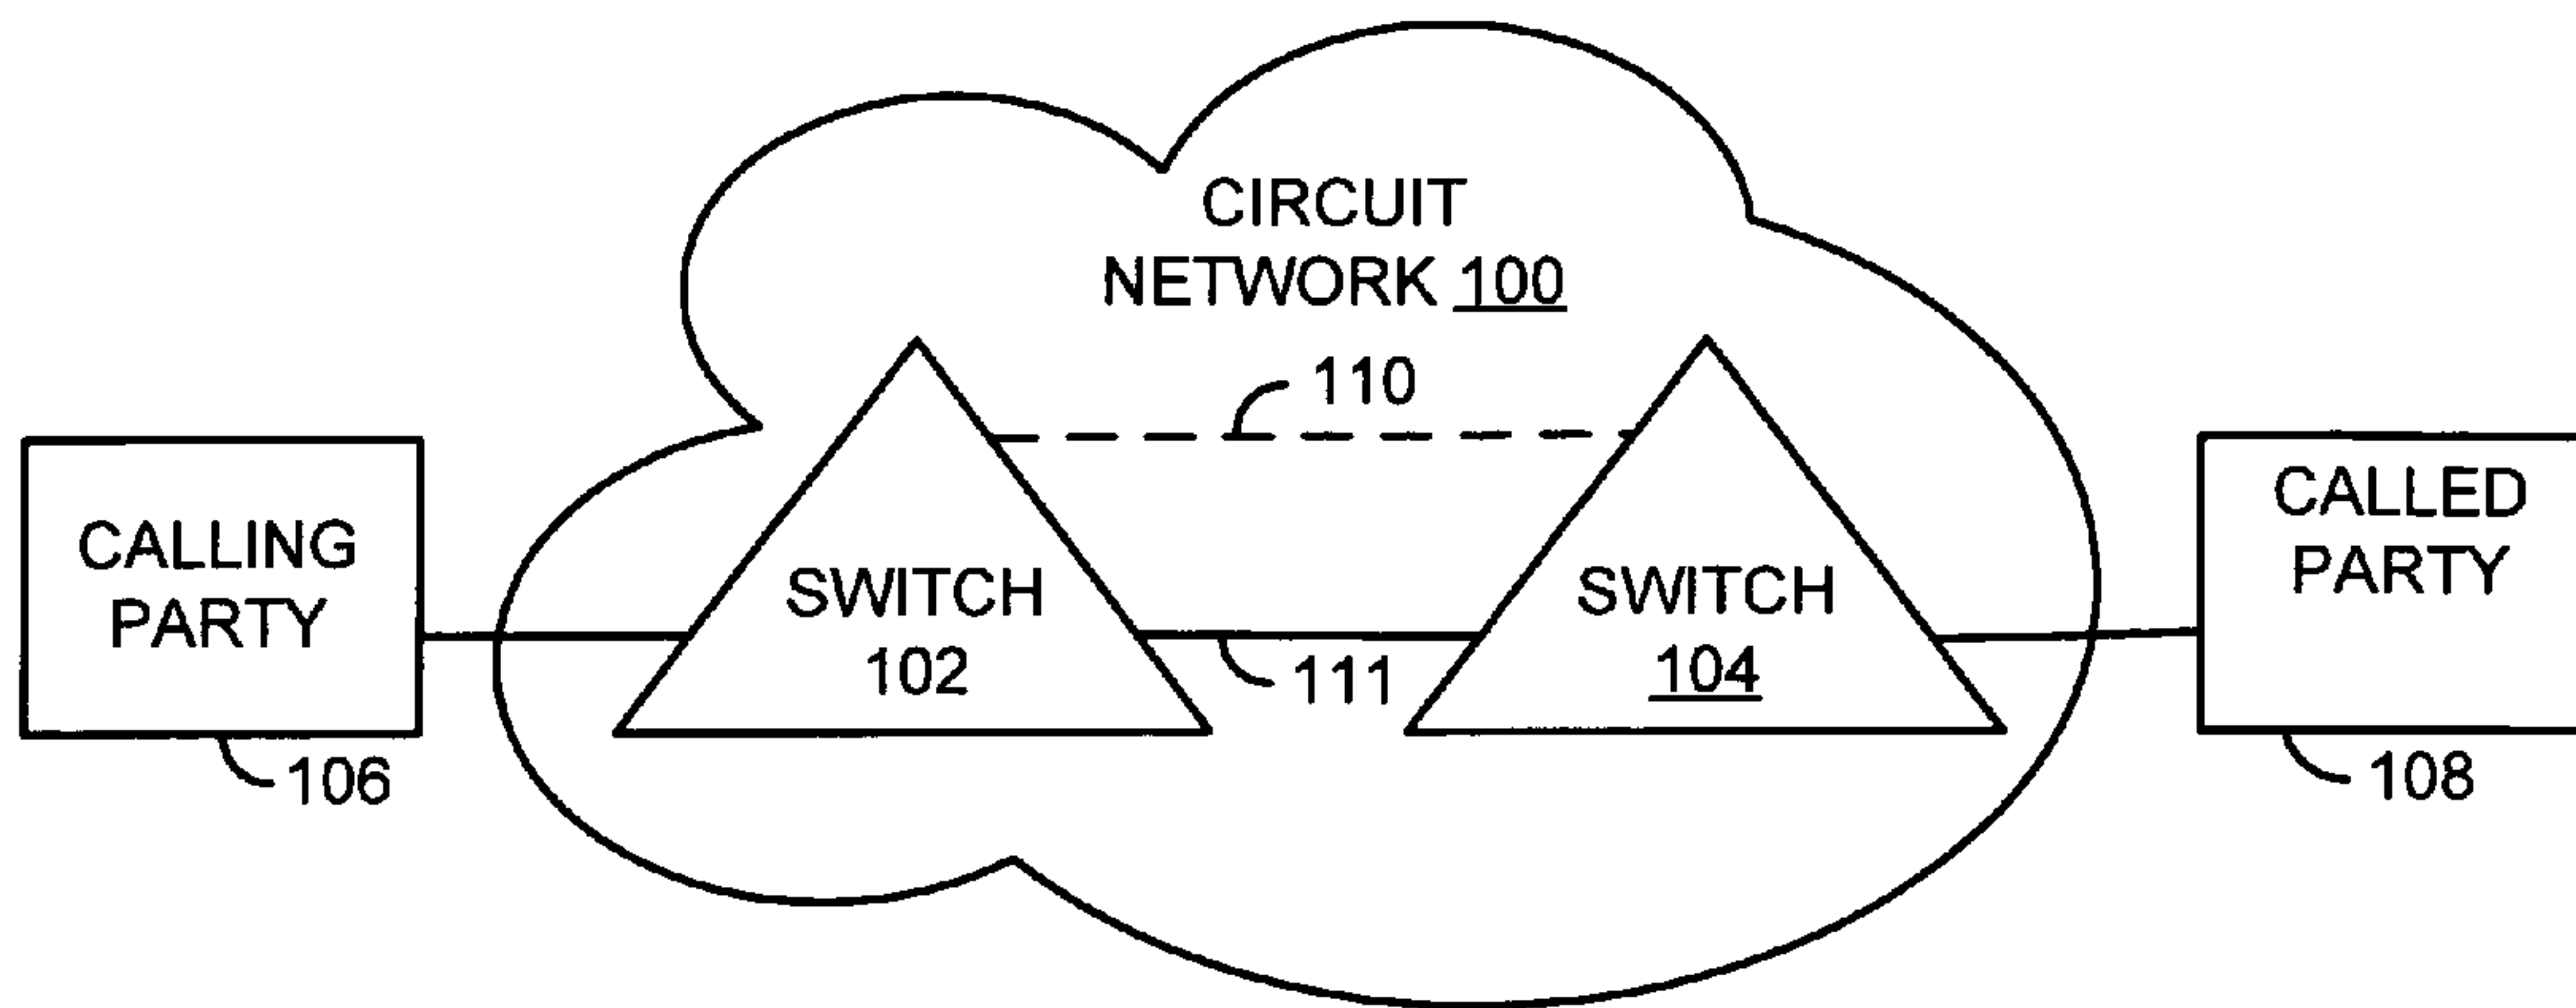 CIRCUIT
NETWORK 100
110
CALLING
PARTY
106
SWITCH
102
111
SWITCH
104
CALLED
PARTY
108